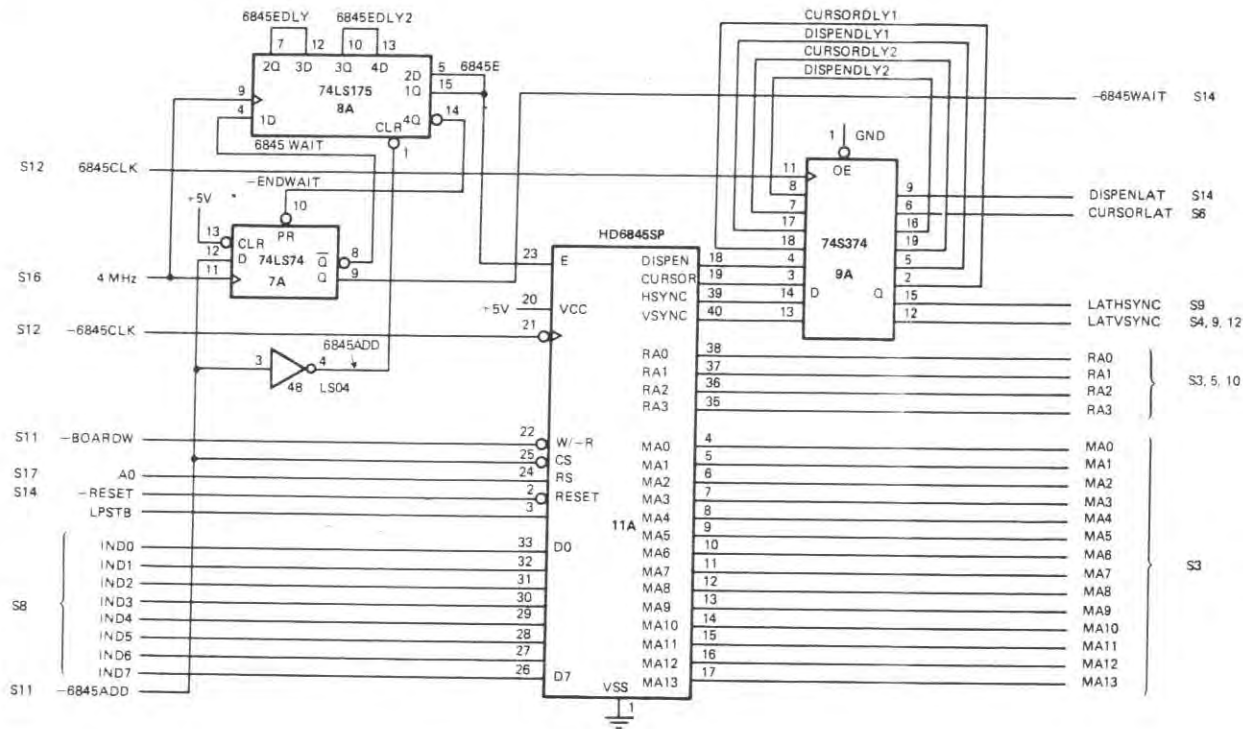 6845EDLY 6845EDLY2
7 12 10 13
2Q 3D 3Q 4D
2D 5 6845E
1Q 15
74LS175
8A
9
4 1D
4Q 14
CLR
1
6845 WAIT
S12 6845CLK
-ENDWAIT
10
+5V
13 CLR
PR
12 D
74LS74
Q 8
S16 4 MHz 11
7A
Q 9
S12 -6845CLK
6845ADD
3 4
4B LS04
S11 -BOARDW
S17 A0
S14 -RESET
LPSTB
S8
IND0
IND1
IND2
IND3
IND4
IND5
IND6
IND7
S11 -6845ADD
HD6845SP
11A
23 E
+5V 20 VCC
21
22 W/-R
25 CS
24 RS
2 RESET
3
33 D0
32
31
30
29
28
27
26 D7
VSS
1
DISPEN 18
CURSOR 19
HSYNC 39
VSYNC 40
RA0 38
RA1 37
RA2 36
RA3 35
MA0 4
MA1 5
MA2 6
MA3 7
MA4 8
MA5 9
MA6 10
MA7 11
MA8 12
MA9 13
MA10 14
MA11 15
MA12 16
MA13 17
CURSORDLY1
DISPENDLY1
CURSORDLY2
DISPENDLY2
1 GND
OE
11
8
7
17
18
4
3
14 D
13
74S374
9A
9
6
16
19
5
2
Q 15
12
-6845WAIT S14
DISPENLAT S14
CURSORLAT S6
LATHSYNC S9
LATVSYNC S4, 9, 12
RA0
RA1
RA2
RA3
S3, 5, 10
MA0
MA1
MA2
MA3
MA4
MA5
MA6
MA7
MA8
MA9
MA10
MA11
MA12
MA13
S3